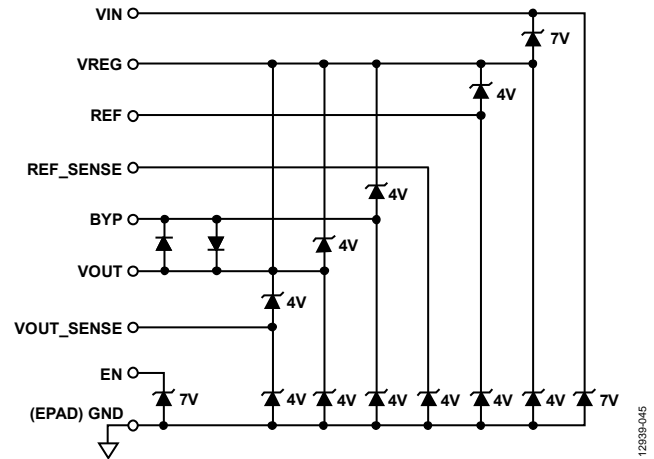 VIN
7V
VREG
4V
REF
REF_SENSE
4V
BYP
4V
VOUT
4V
VOUT_SENSE
EN
7V 4V 4V 4V 4V 4V 4V 7V
(EPAD) GND
12939-045